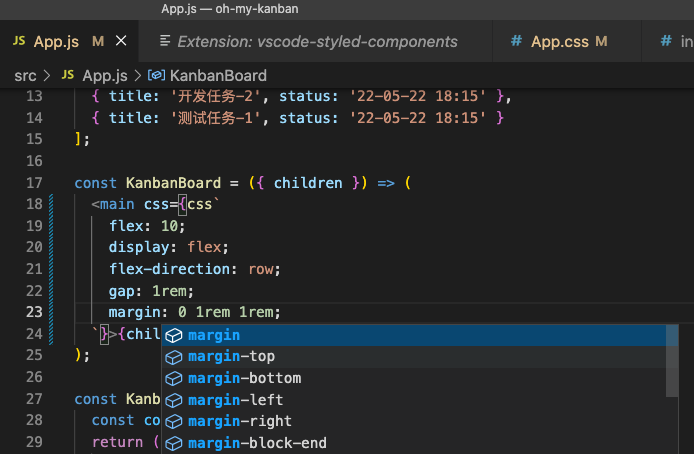 App.js — oh-my-kanban
JS App.js M Extension: vscode-styled-components # App.css M # in
src > JS App.js > KanbanBoard
13 { title: '开发任务-2', status: '22-05-22 18:15' },
14 { title: '测试任务-1', status: '22-05-22 18:15' }
15 ];
16
17 const KanbanBoard = ({ children }) => (
18 <main css={css`
19 flex: 10;
20 display: flex;
21 flex-direction: row;
22 gap: 1rem;
23 margin: 0 1rem 1rem;
24 `}>{chil
margin
margin-top
25 );
margin-bottom
26
margin-left
27 const Kanb
margin-right
28 const co
margin-block-end
29 return (